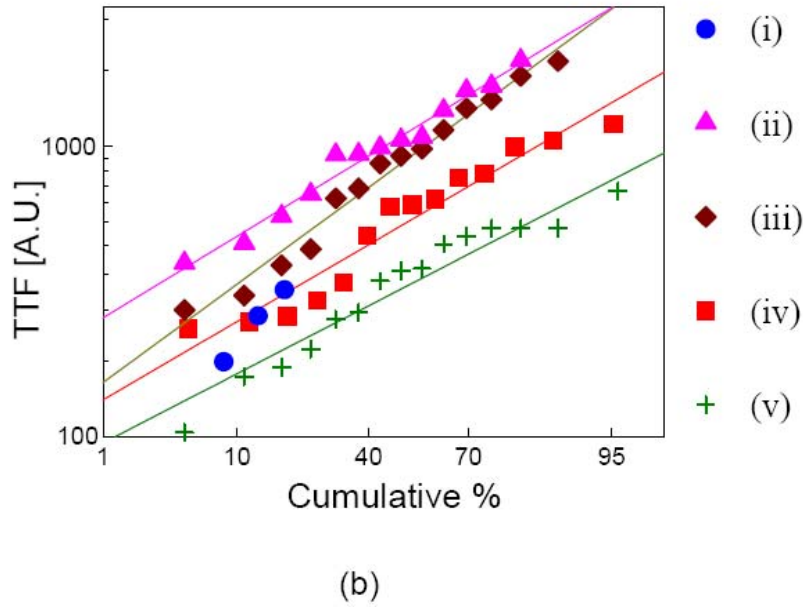 TTF [A.U.]
1000
100
1 10 40 70 95
Cumulative %
(i)
(ii)
(iii)
(iv)
(v)
(b)